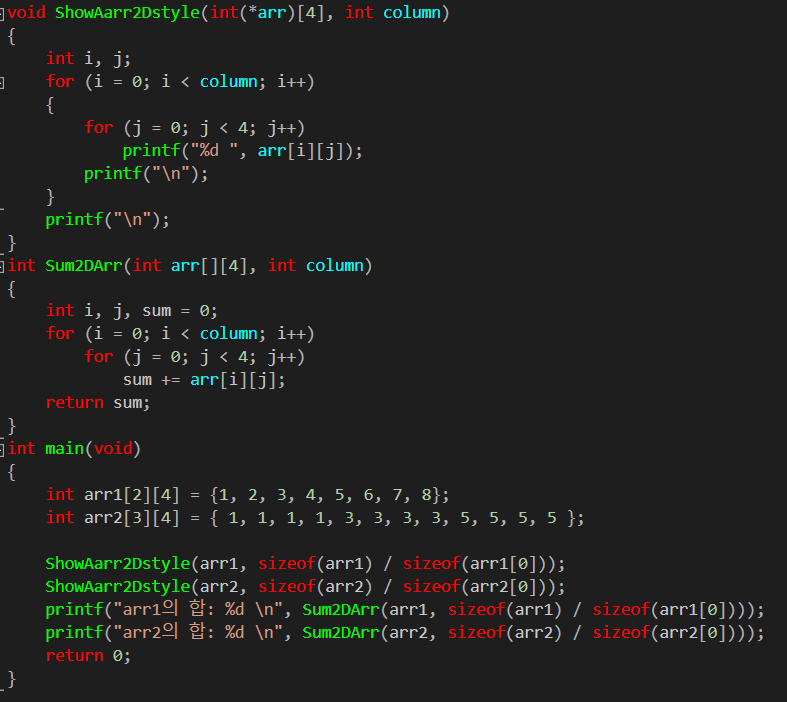 void ShowAarr2Dstyle(int(*arr)[4], int column)
{
    int i, j;
    for (i = 0; i < column; i++)
    {
        for (j = 0; j < 4; j++)
            printf("%d ", arr[i][j]);
        printf("\n");
    }
    printf("\n");
}
int Sum2DArr(int arr[][4], int column)
{
    int i, j, sum = 0;
    for (i = 0; i < column; i++)
        for (j = 0; j < 4; j++)
            sum += arr[i][j];
    return sum;
}
int main(void)
{
    int arr1[2][4] = {1, 2, 3, 4, 5, 6, 7, 8};
    int arr2[3][4] = { 1, 1, 1, 1, 3, 3, 3, 3, 5, 5, 5, 5 };

    ShowAarr2Dstyle(arr1, sizeof(arr1) / sizeof(arr1[0]));
    ShowAarr2Dstyle(arr2, sizeof(arr2) / sizeof(arr2[0]));
    printf("arr1의 합: %d \n", Sum2DArr(arr1, sizeof(arr1) / sizeof(arr1[0])));
    printf("arr2의 합: %d \n", Sum2DArr(arr2, sizeof(arr2) / sizeof(arr2[0])));
    return 0;
}